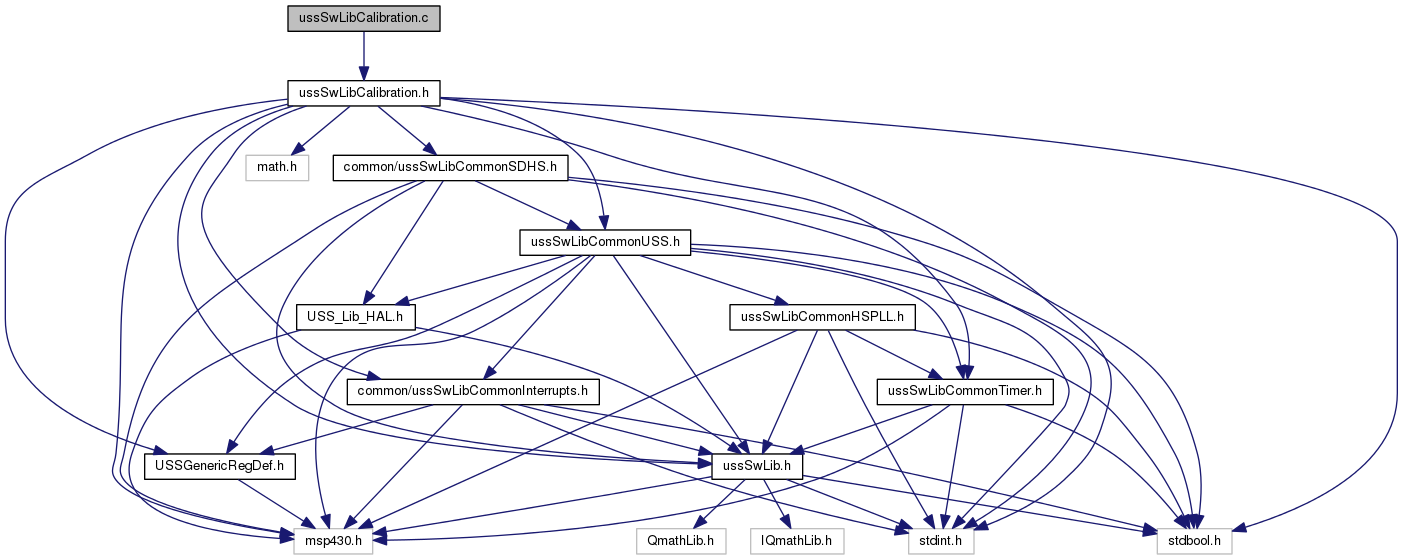 ussSwLibCalibration.c
ussSwLibCalibration.h
math.h
common/ussSwLibCommonSDHS.h
ussSwLibCommonUSS.h
USS_Lib_HAL.h
ussSwLibCommonHSPLL.h
common/ussSwLibCommonInterrupts.h
ussSwLibCommonTimer.h
USSGenericRegDef.h
ussSwLib.h
msp430.h
QmathLib.h
IQmathLib.h
stdint.h
stdbool.h